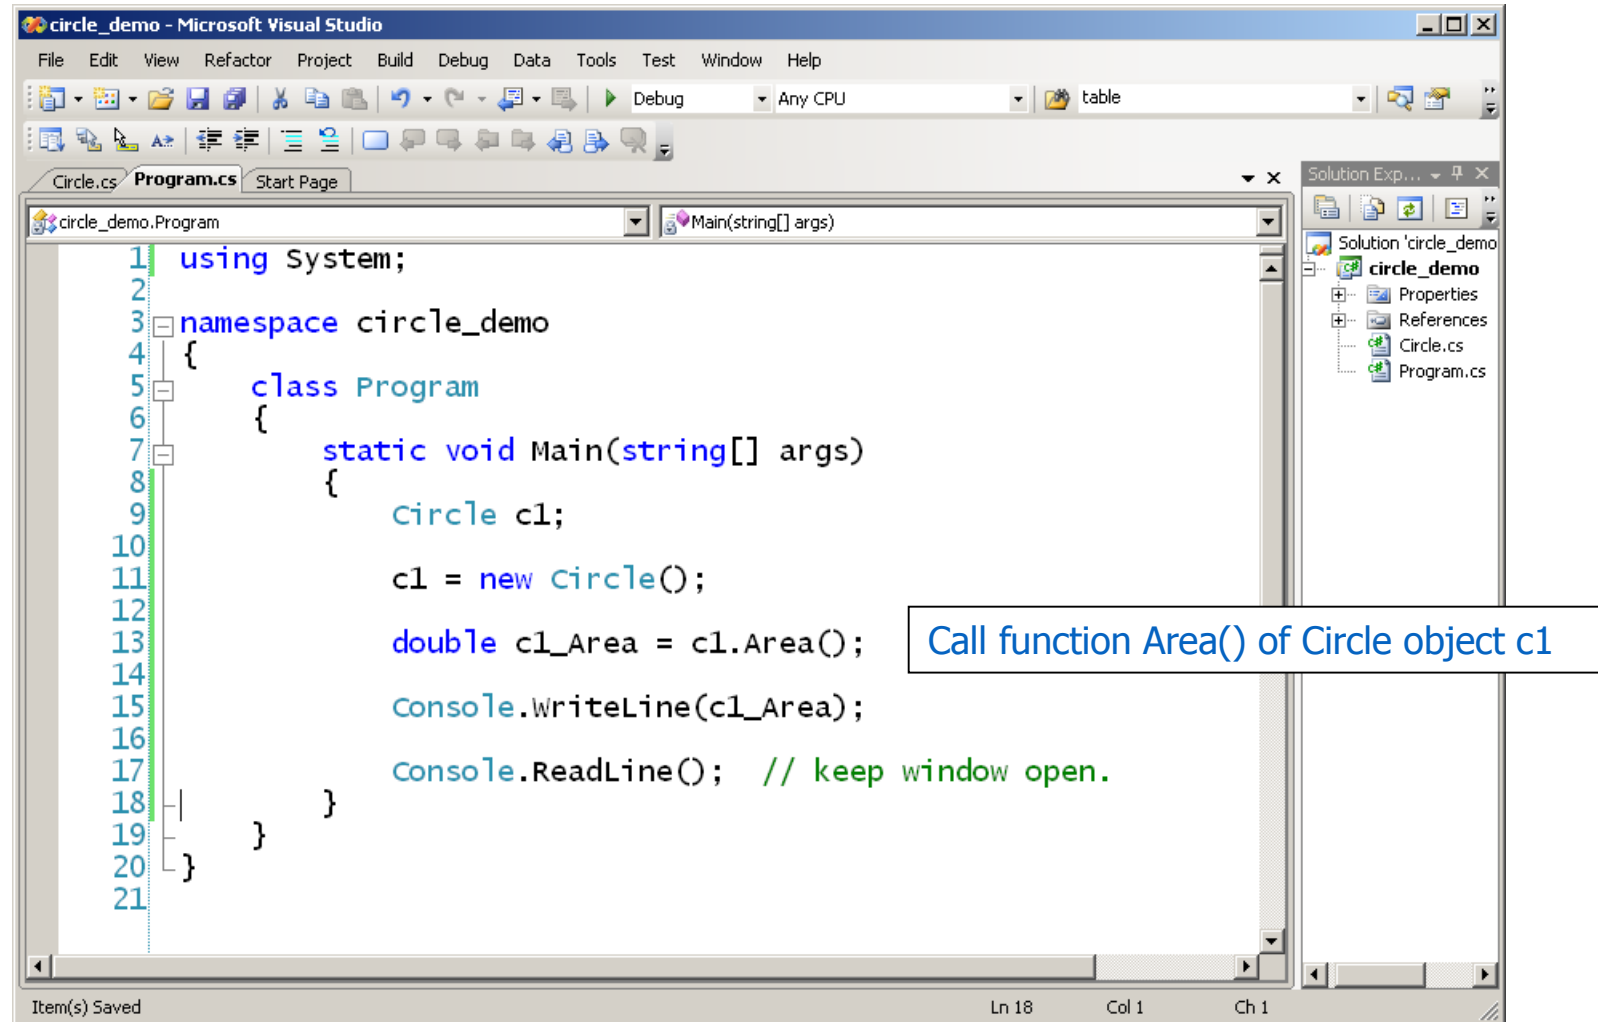 circle_demo - Microsoft Visual Studio
File Edit View Refactor Project Build Debug Data Tools Test Window Help
Debug Any CPU table
Circle.cs Program.cs Start Page
Solution Exp...
circle_demo.Program Main(string[] args)
Solution 'circle_demo
circle_demo
Properties
References
Circle.cs
Program.cs
1 using System;
2
3 namespace circle_demo
4 {
5 class Program
6 {
7 static void Main(string[] args)
8 {
9 Circle c1;
10
11 c1 = new Circle();
12
13 double c1_Area = c1.Area();
Call function Area() of Circle object c1
14
15 Console.WriteLine(c1_Area);
16
17 Console.ReadLine(); // keep window open.
18 }
19 }
20 }
21
Item(s) Saved Ln 18 Col 1 Ch 1